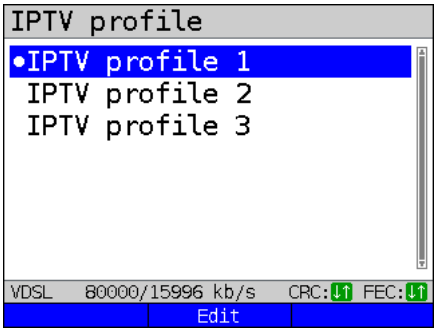 IPTV profile
●IPTV profile 1
IPTV profile 2
IPTV profile 3
VDSL 80000/15996 kb/s CRC:↓↑ FEC:↓↑
Edit